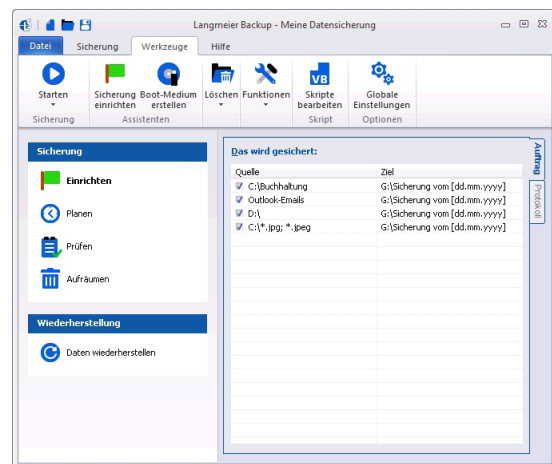 Langmeier Backup - Meine Datensicherung
Datei Sicherung Werkzeuge Hilfe
Starten
Sicherung einrichten
Boot-Medium erstellen
Löschen
Funktionen
VB
Skripte bearbeiten
Globale Einstellungen
Sicherung Assistenten Skript Optionen
Sicherung
Einrichten
Planen
Prüfen
Aufräumen
Wiederherstellung
Daten wiederherstellen
Das wird gesichert:
Quelle Ziel
C:\Buchhaltung G:\Sicherung vom [dd.mm.yyyy]
Outlook-Emails G:\Sicherung vom [dd.mm.yyyy]
D:\ G:\Sicherung vom [dd.mm.yyyy]
C:\*.jpg; *.jpeg G:\Sicherung vom [dd.mm.yyyy]
Auftrag
Protokoll